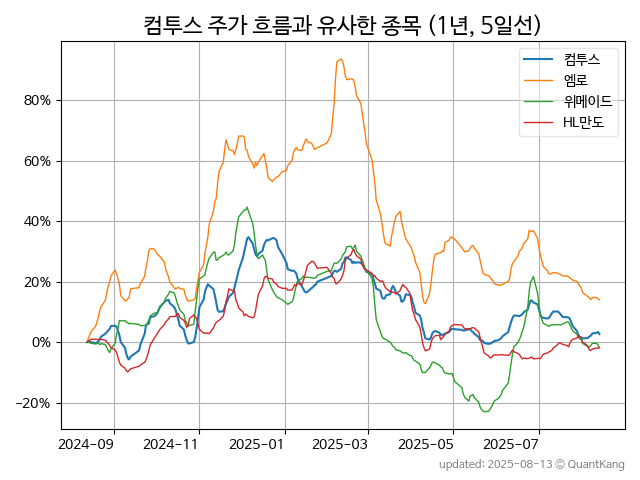 컴투스 주가 흐름과 유사한 종목 (1년, 5일선)
컴투스
엠로
위메이드
HL만도
80%
60%
40%
20%
0%
−20%
2024-09
2024-11
2025-01
2025-03
2025-05
2025-07
updated: 2025-08-13 © QuantKang